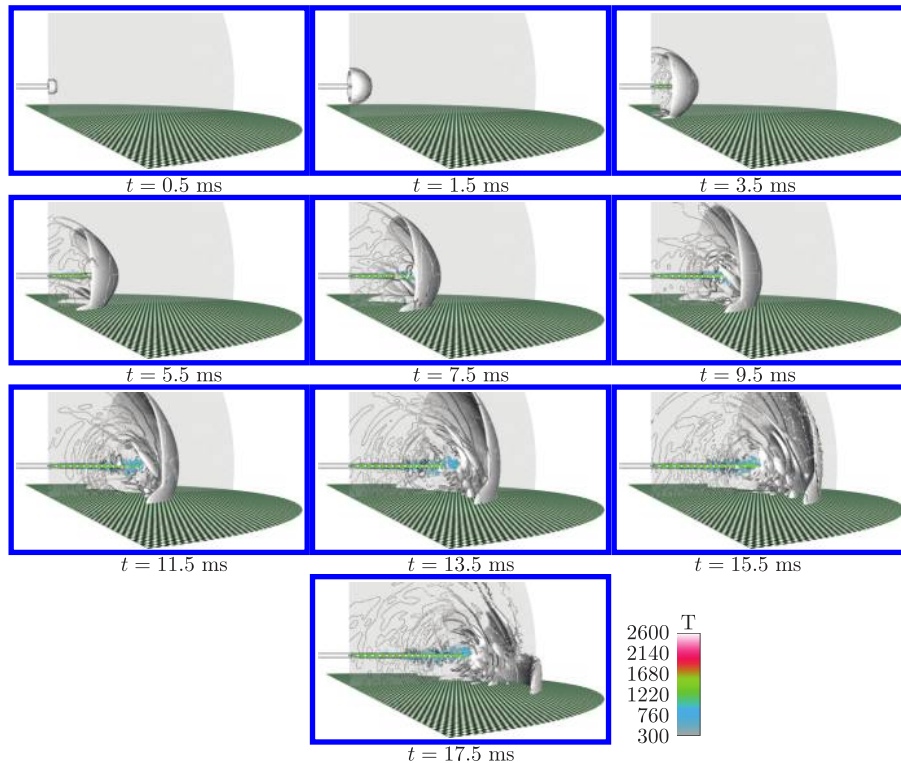 t = 0.5 ms
t = 1.5 ms
t = 3.5 ms
t = 5.5 ms
t = 7.5 ms
t = 9.5 ms
t = 11.5 ms
t = 13.5 ms
t = 15.5 ms
T
2600
2140
1680
1220
760
300
t = 17.5 ms